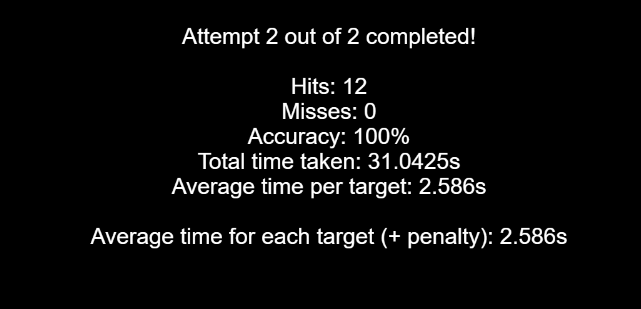 Attempt 2 out of 2 completed!
Hits: 12
Misses: 0
Accuracy: 100%
Total time taken: 31.0425s
Average time per target: 2.586s
Average time for each target (+ penalty): 2.586s